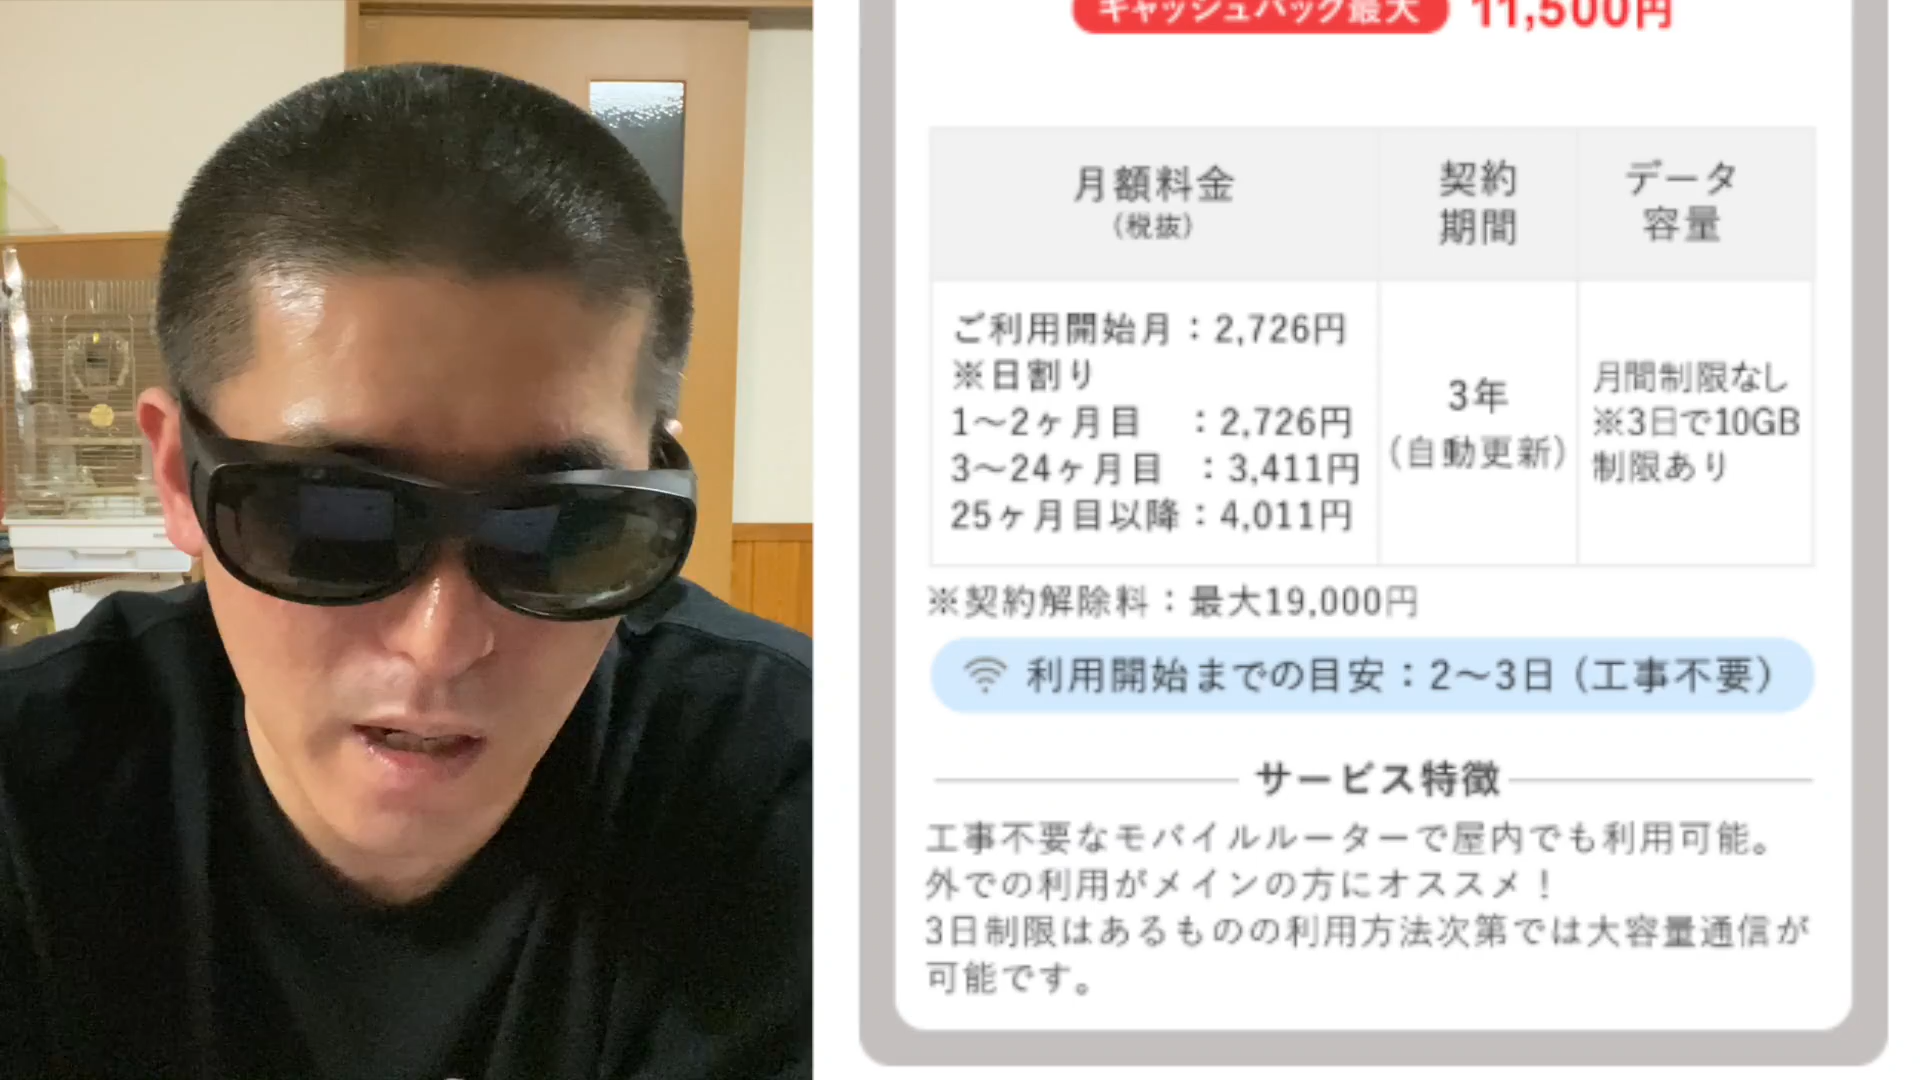 キャッシュバック最大 11,500円
月額料金
(税抜)
契約
期間
データ
容量
ご利用開始月：2,726円
※日割り
1〜2ヶ月目　：2,726円
3〜24ヶ月目　：3,411円
25ヶ月目以降：4,011円
3年
(自動更新)
月間制限なし
※3日で10GB
制限あり
※契約解除料：最大19,000円
利用開始までの目安：2〜3日 (工事不要)
サービス特徴
工事不要なモバイルルーターで屋内でも利用可能。
外での利用がメインの方にオススメ！
3日制限はあるものの利用方法次第では大容量通信が
可能です。